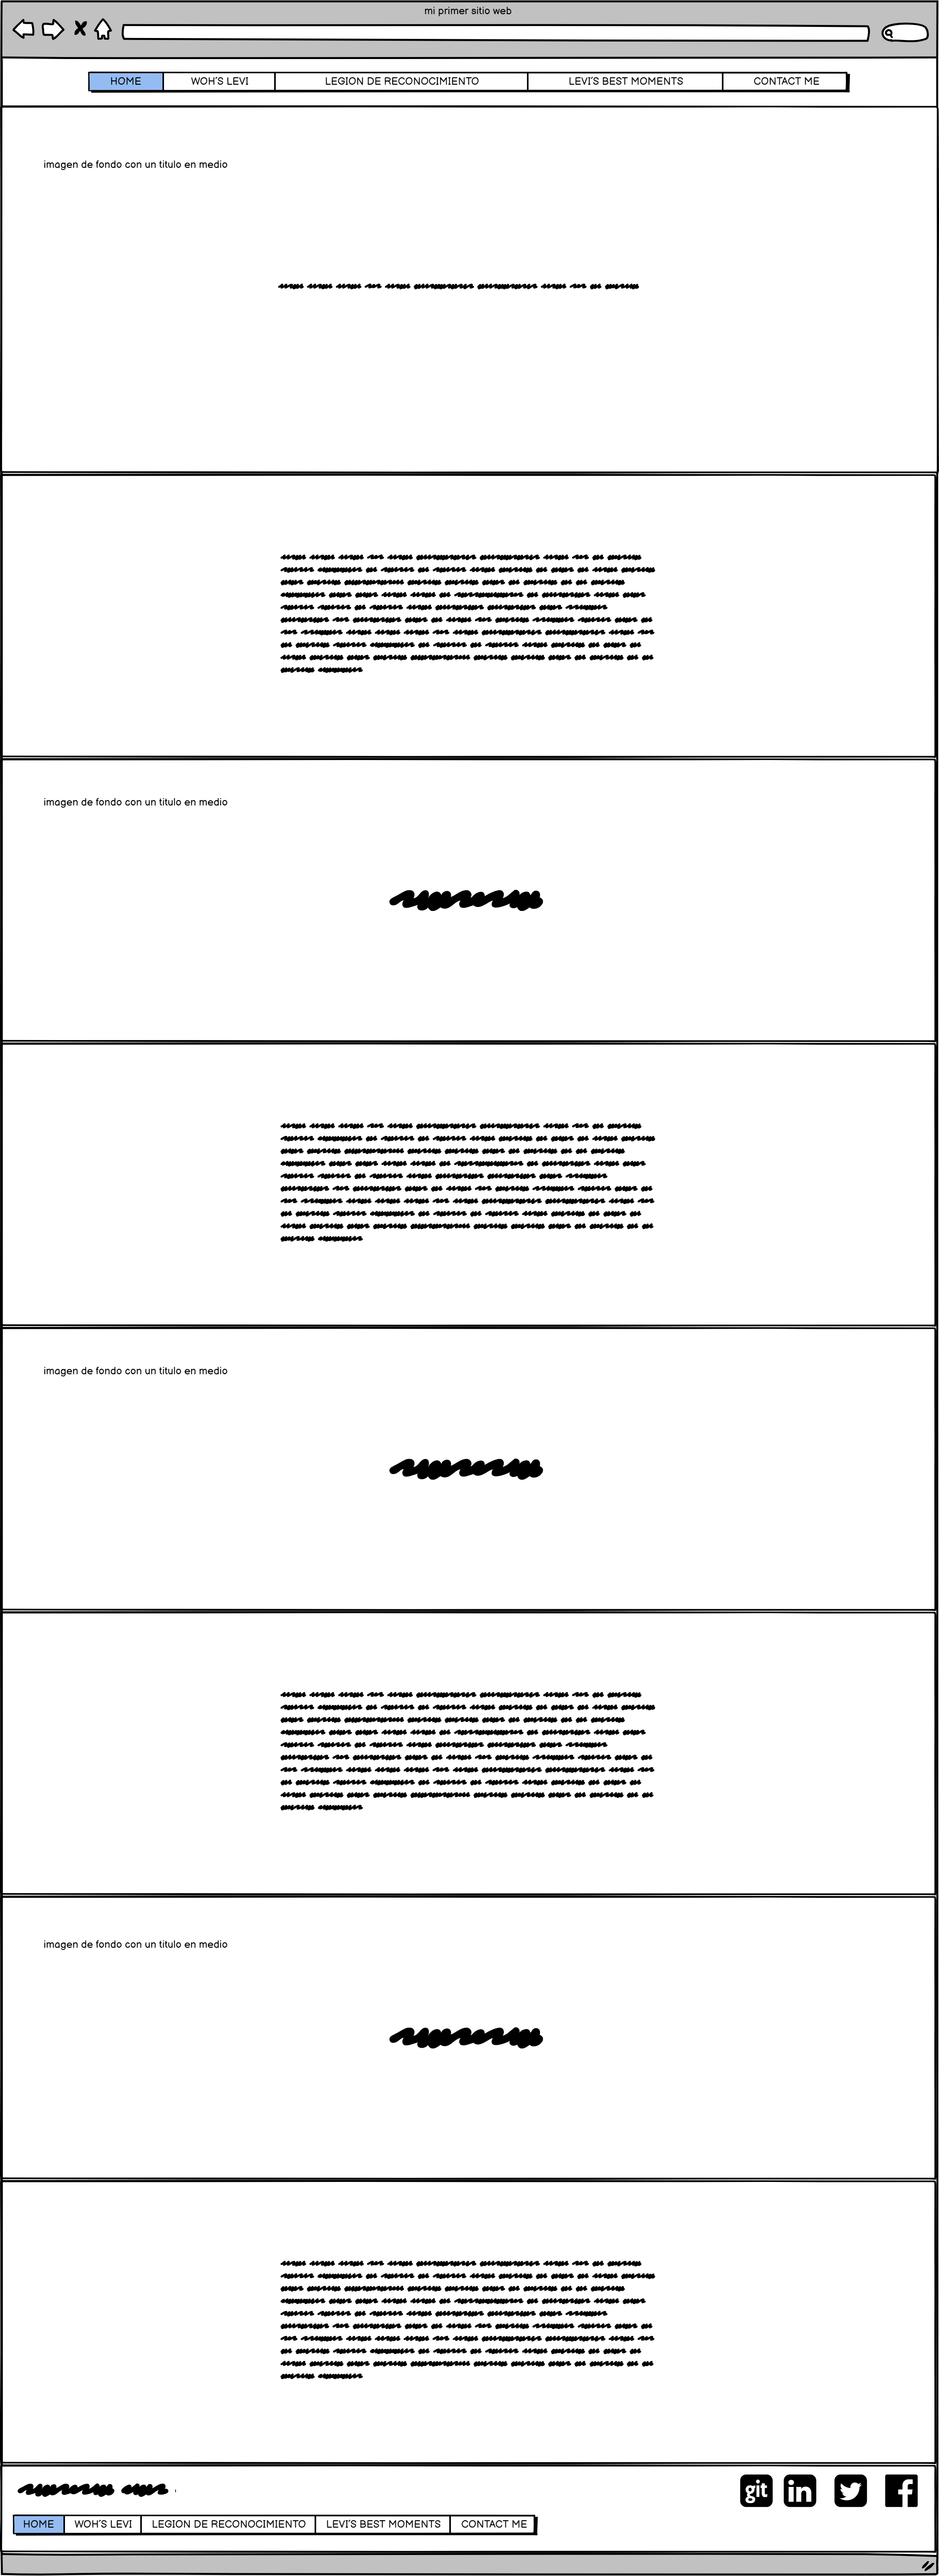 mi primer sitio web
HOME WOH'S LEVI LEGION DE RECONOCIMIENTO LEVI'S BEST MOMENTS CONTACT ME
imagen de fondo con un titulo en medio
imagen de fondo con un titulo en medio
imagen de fondo con un titulo en medio
imagen de fondo con un titulo en medio
git in
HOME WOH'S LEVI LEGION DE RECONOCIMIENTO LEVI'S BEST MOMENTS CONTACT ME